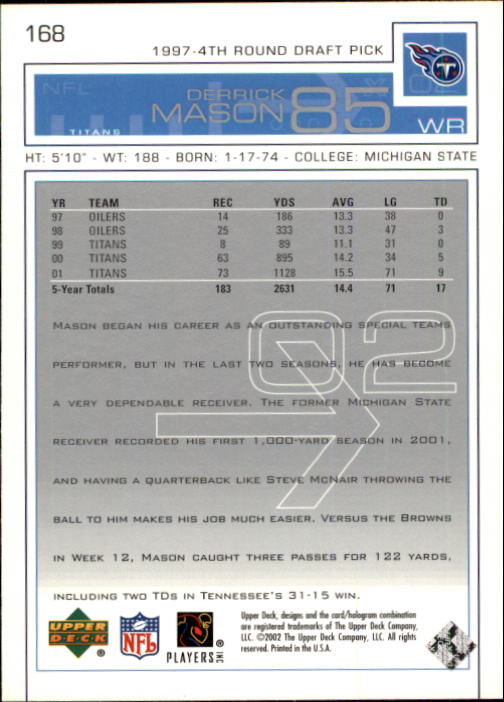 168
1997-4TH ROUND DRAFT PICK
NFL
DERRICK
MASON 85
TITANS
WR
HT: 5'10" - WT: 188 - BORN: 1-17-74 - COLLEGE: MICHIGAN STATE
YR TEAM REC YDS AVG LG TD
97 OILERS 14 186 13.3 38 0
98 OILERS 25 333 13.3 47 3
99 TITANS 8 89 11.1 31 0
00 TITANS 63 895 14.2 34 5
01 TITANS 73 1128 15.5 71 9
5-Year Totals 183 2631 14.4 71 17
02
MASON BEGAN HIS CAREER AS AN OUTSTANDING SPECIAL TEAMS
PERFORMER, BUT IN THE LAST TWO SEASONS, HE HAS BECOME
A VERY DEPENDABLE RECEIVER. THE FORMER MICHIGAN STATE
RECEIVER RECORDED HIS FIRST 1,000-YARD SEASON IN 2001,
AND HAVING A QUARTERBACK LIKE STEVE MCNAIR THROWING THE
BALL TO HIM MAKES HIS JOB MUCH EASIER. VERSUS THE BROWNS
IN WEEK 12, MASON CAUGHT THREE PASSES FOR 122 YARDS,
INCLUDING TWO TDS IN TENNESSEE'S 31-15 WIN.
UPPER
DECK
®
NFL
®
PLAYERS INC
Upper Deck, designs and the card/hologram combination
are registered trademarks of The Upper Deck Company,
LLC. ©2002 The Upper Deck Company, LLC. All rights
reserved. Printed in the U.S.A.